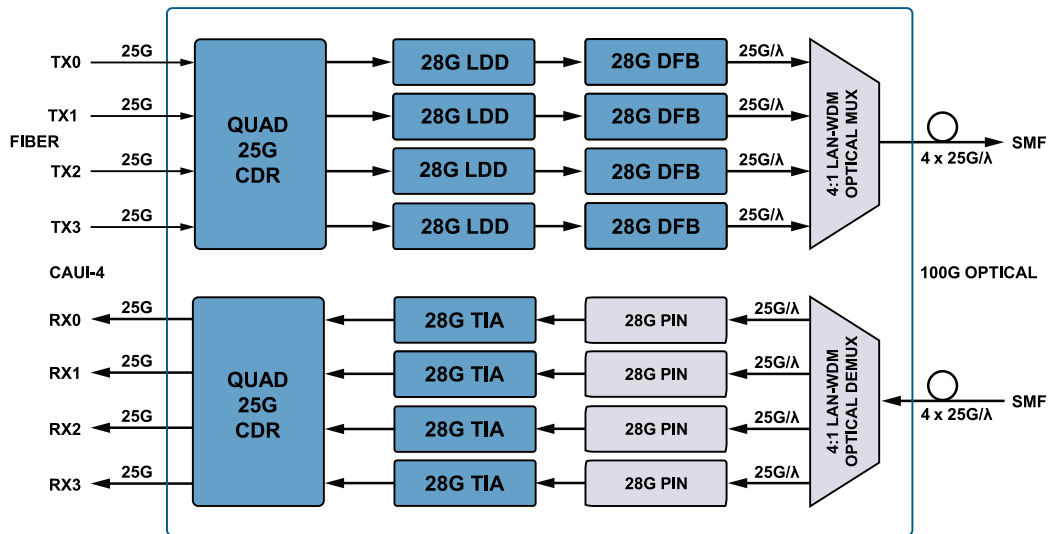 TX0
25G
28G LDD
28G DFB
25G/λ
TX1
25G
28G LDD
28G DFB
25G/λ
FIBER
QUAD
25G
CDR
4:1 LAN-WDM
OPTICAL MUX
SMF
4 x 25G/λ
TX2
25G
28G LDD
28G DFB
25G/λ
TX3
25G
28G LDD
28G DFB
25G/λ
CAUI-4
100G OPTICAL
RX0
25G
28G TIA
28G PIN
25G/λ
RX1
25G
28G TIA
28G PIN
25G/λ
QUAD
25G
CDR
4:1 LAN-WDM
OPTICAL DEMUX
SMF
4 x 25G/λ
RX2
25G
28G TIA
28G PIN
25G/λ
RX3
25G
28G TIA
28G PIN
25G/λ